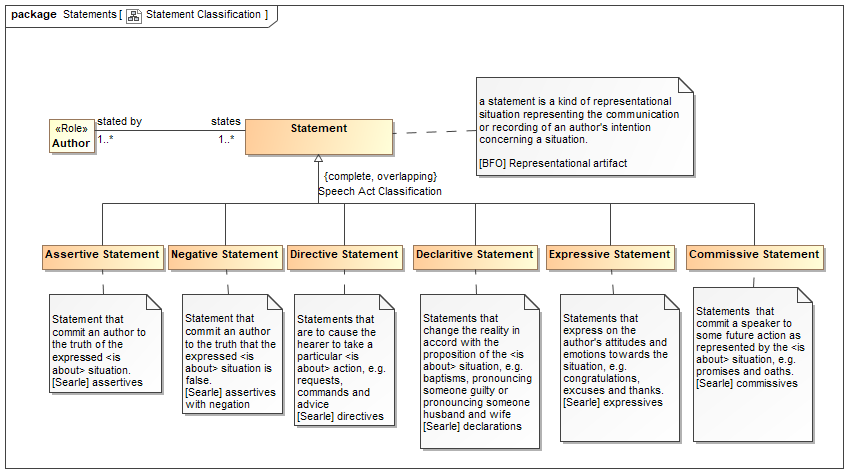 package Statements [ Statement Classification ]
a statement is a kind of representational
situation representing the communication
or recording of an author's intention
concerning a situation.
[BFO] Representational artifact
stated by
states
«Role»
Author
Statement
1..*
1..*
{complete, overlapping}
Speech Act Classification
Assertive Statement
Negative Statement
Directive Statement
Declaritive Statement
Expressive Statement
Commissive Statement
Statement that
commit an author to
the truth of the
expressed <is
about> situation.
[Searle] assertives
Statement that
commit an author
to the truth that the
expressed <is
about> situation is
false.
[Searle] assertives
with negation
Statements that
are to cause the
hearer to take a
particular <is
about> action, e.g.
requests,
commands and
advice
[Searle] directives
Statements that
change the reality in
accord with the
proposition of the <is
about> situation, e.g.
baptisms, pronouncing
someone guilty or
pronouncing someone
husband and wife
[Searle] declarations
Statements that
express on the
author's attitudes and
emotions towards the
situation, e.g.
congratulations,
excuses and thanks.
[Searle] expressives
Statements that
commit a speaker to
some future action as
represented by the <is
about> situation, e.g.
promises and oaths.
[Searle] commissives